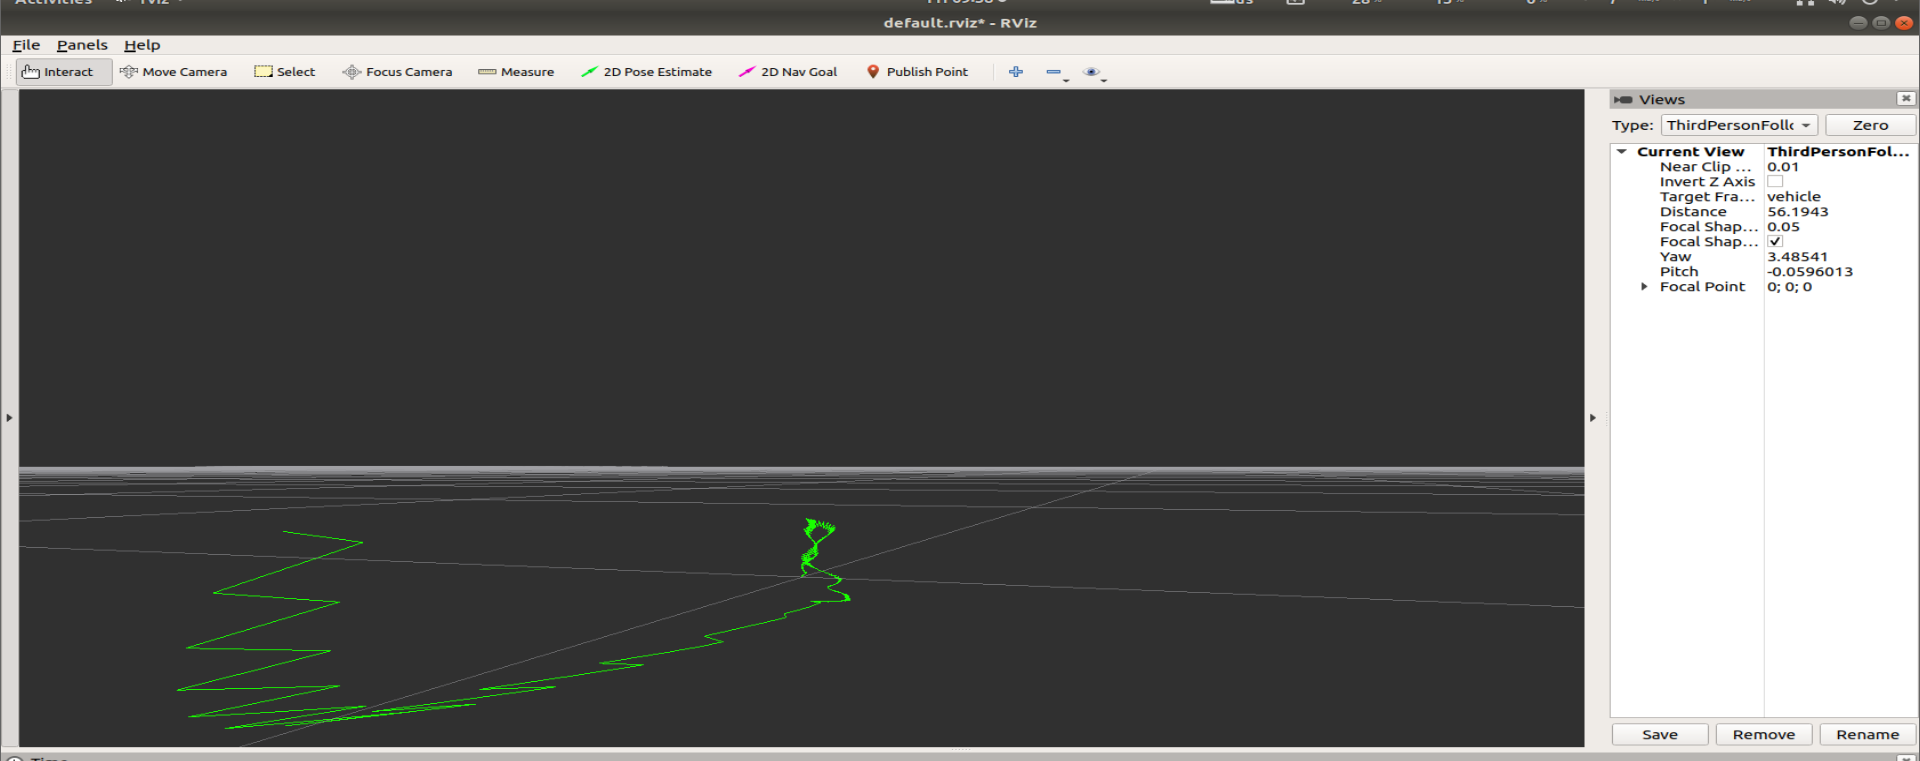 Activities rviz
default.rviz* - RViz
File Panels Help
Interact Move Camera Select Focus Camera Measure 2D Pose Estimate 2D Nav Goal Publish Point
Views
Type: ThirdPersonFoll Zero
Current View ThirdPersonFol...
Near Clip ... 0.01
Invert Z Axis
Target Fra... vehicle
Distance 56.1943
Focal Shap... 0.05
Focal Shap...
Yaw 3.48541
Pitch -0.0596013
Focal Point 0; 0; 0
Save Remove Rename
Time